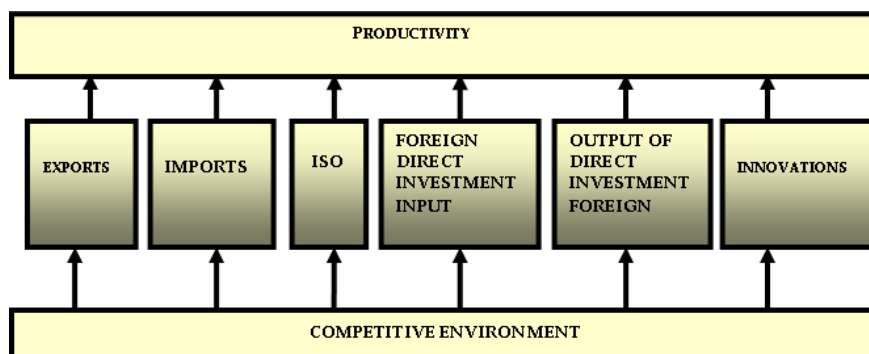 PRODUCTIVITY
EXPORTS
IMPORTS
ISO
FOREIGN
DIRECT
INVESTMENT
INPUT
OUTPUT OF
DIRECT
INVESTMENT
FOREIGN
INNOVATIONS
COMPETITIVE ENVIRONMENT